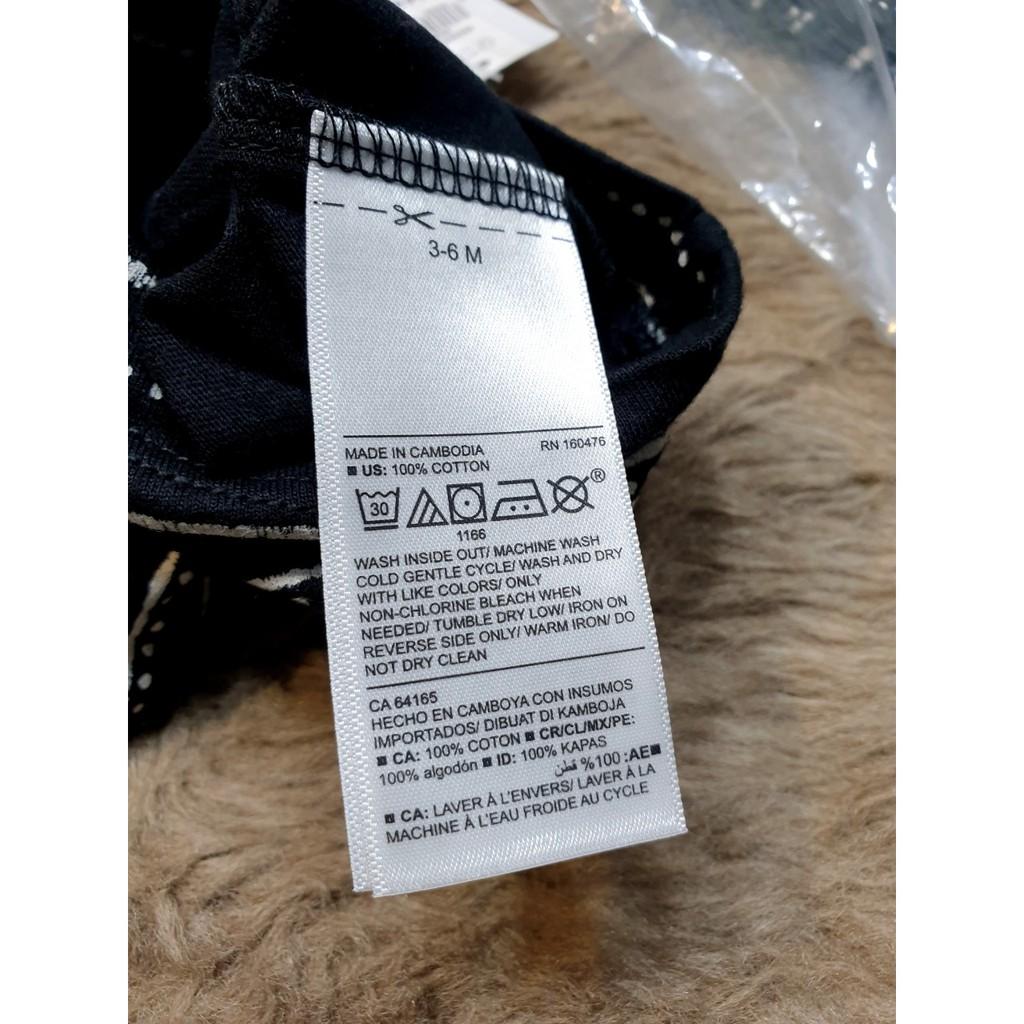 3-6 M
MADE IN CAMBODIA RN 160476
US: 100% COTTON
30 ®
1166
WASH INSIDE OUT/ MACHINE WASH
COLD GENTLE CYCLE/ WASH AND DRY
WITH LIKE COLORS/ ONLY
NON-CHLORINE BLEACH WHEN
NEEDED/ TUMBLE DRY LOW/ IRON ON
REVERSE SIDE ONLY/ WARM IRON/ DO
NOT DRY CLEAN
CA 64165
HECHO EN CAMBOYA CON INSUMOS
IMPORTADOS/ DIBUAT DI KAMBOJA
■ CA: 100% COTON ■ CR/CL/MX/PE:
100% algodón ■ ID: 100% KAPAS
■AE: 100% قطن
■ CA: LAVER À L'ENVERS/ LAVER À LA
MACHINE À L'EAU FROIDE AU CYCLE